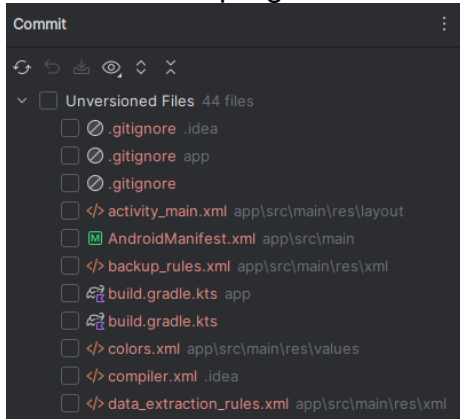 Commit
Unversioned Files 44 files
.gitignore .idea
.gitignore app
.gitignore
</> activity_main.xml app\src\main\res\layout
M AndroidManifest.xml app\src\main
</> backup_rules.xml app\src\main\res\xml
build.gradle.kts app
build.gradle.kts
</> colors.xml app\src\main\res\values
</> compiler.xml .idea
</> data_extraction_rules.xml app\src\main\res\xml